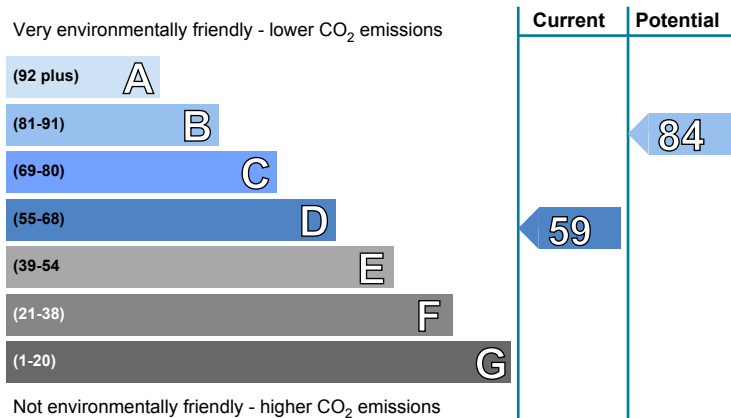 Very environmentally friendly - lower CO2 emissions
Current
Potential
(92 plus) A
(81-91) B
84
(69-80) C
(55-68) D
59
(39-54 E
(21-38) F
(1-20) G
Not environmentally friendly - higher CO2 emissions